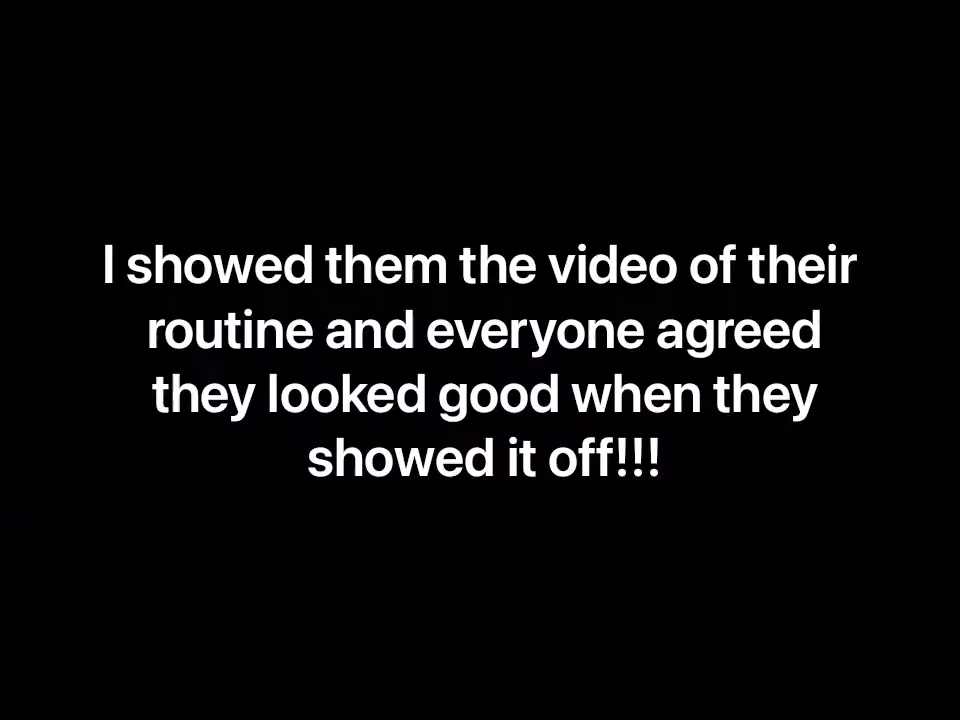 I showed them the video of their
routine and everyone agreed
they looked good when they
showed it off!!!